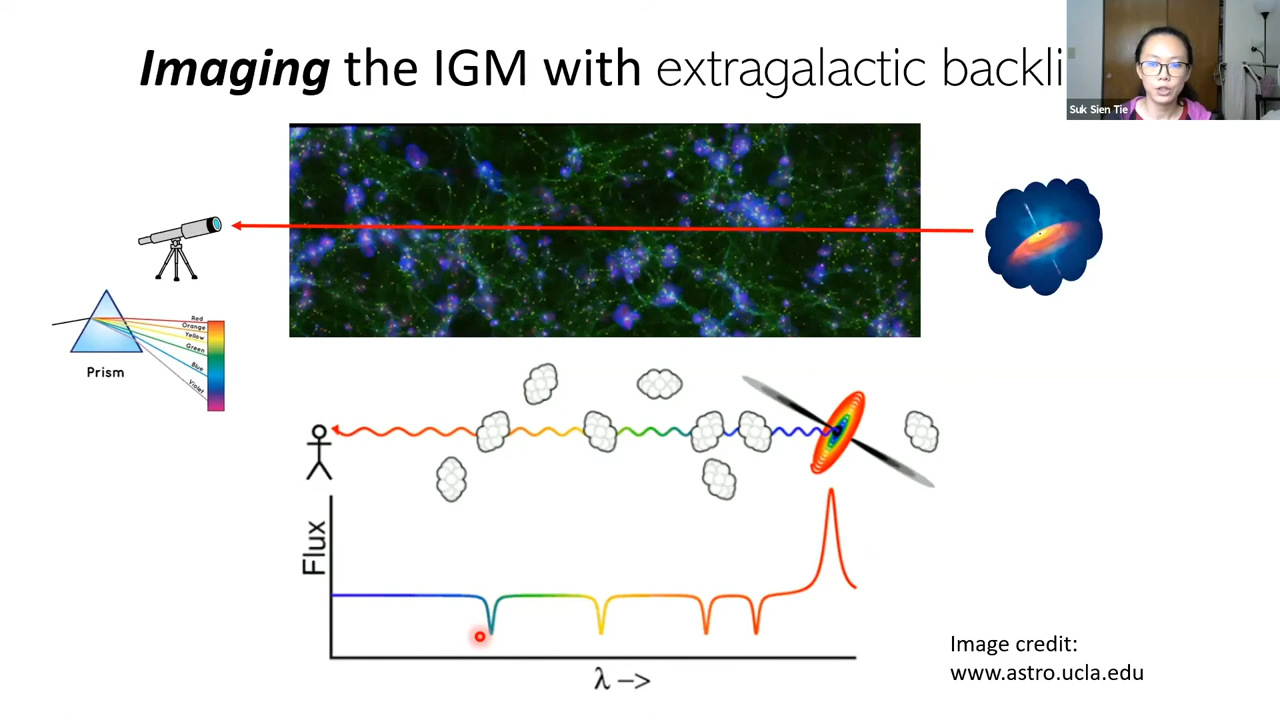 Imaging the IGM with extragalactic backli
Suk Sien Tie
Red
Orange
Yellow
Green
Blue
Violet
Prism
Flux
λ –>
Image credit:
www.astro.ucla.edu